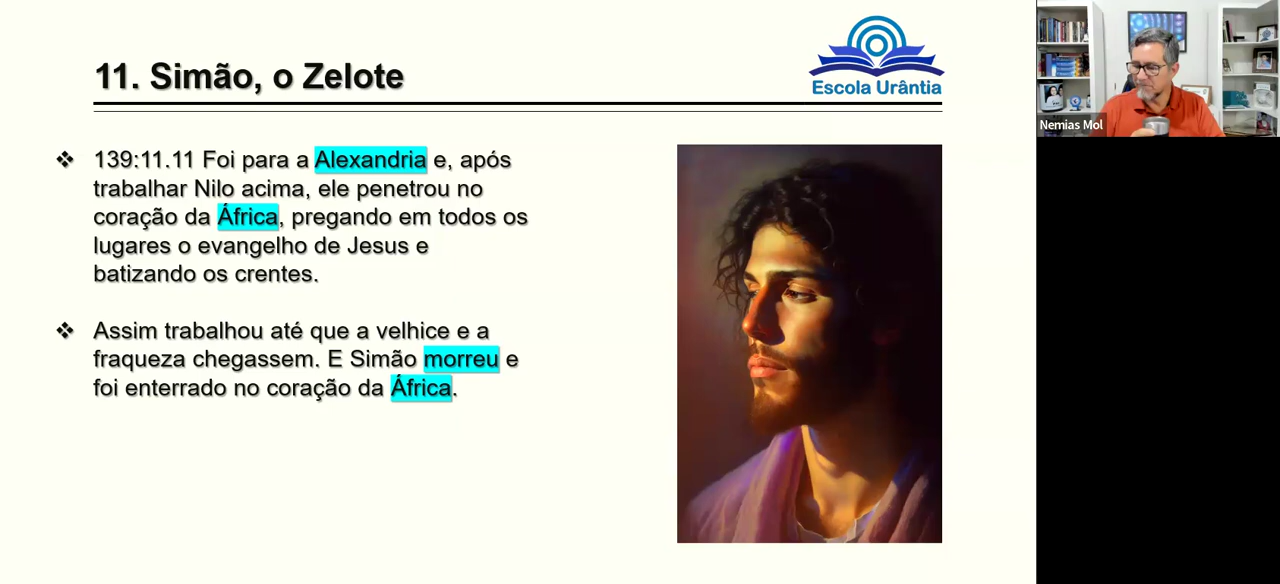 11. Simão, o Zelote
Escola Urântia
❖ 139:11.11 Foi para a Alexandria e, após
trabalhar Nilo acima, ele penetrou no
coração da África, pregando em todos os
lugares o evangelho de Jesus e
batizando os crentes.
❖ Assim trabalhou até que a velhice e a
fraqueza chegassem. E Simão morreu e
foi enterrado no coração da África.
Nemias Mol